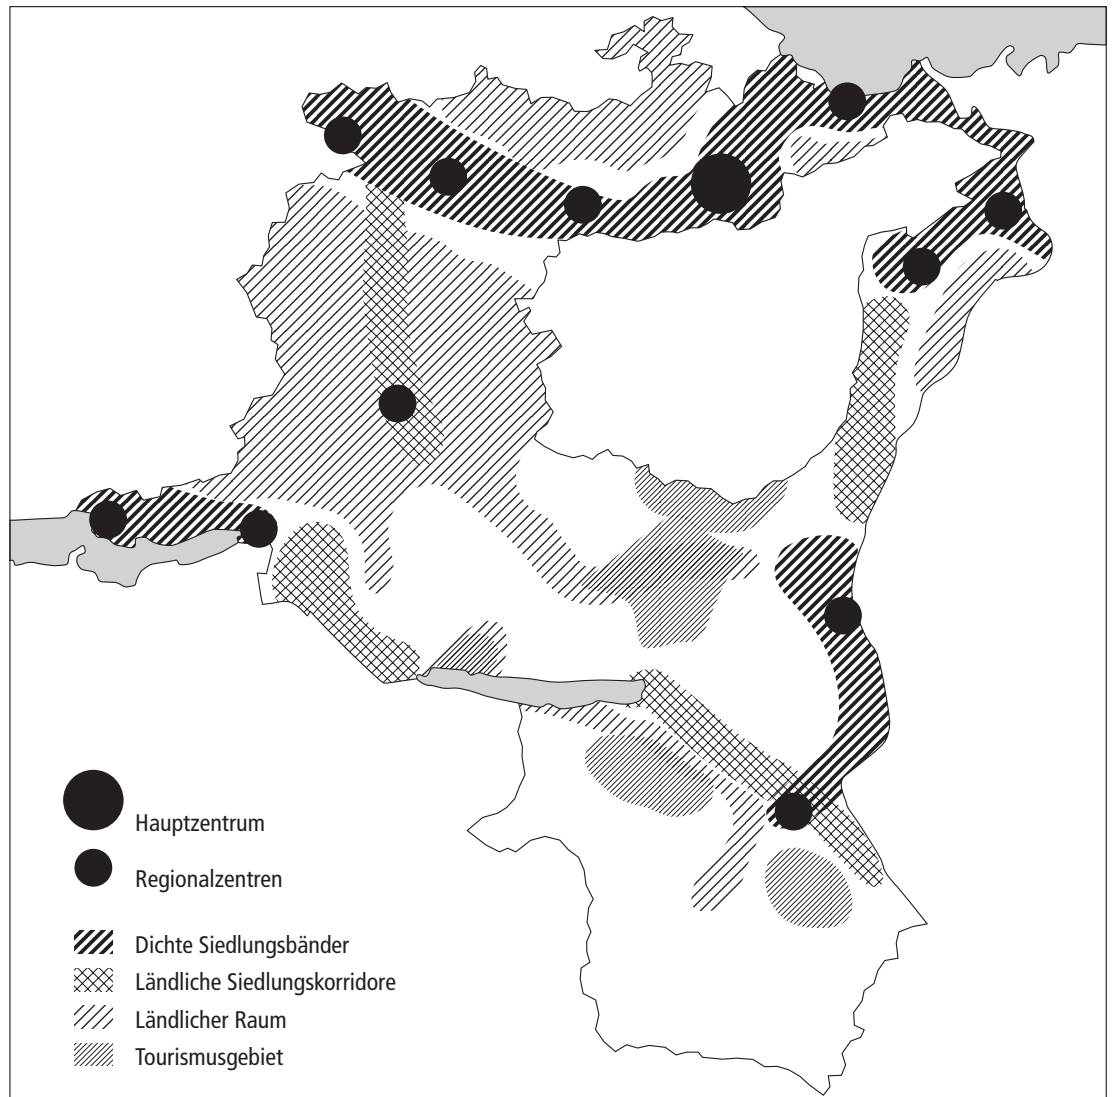 Hauptzentrum
Regionalzentren
Dichte Siedlungsbänder
Ländliche Siedlungskorridore
Ländlicher Raum
Tourismusgebiet